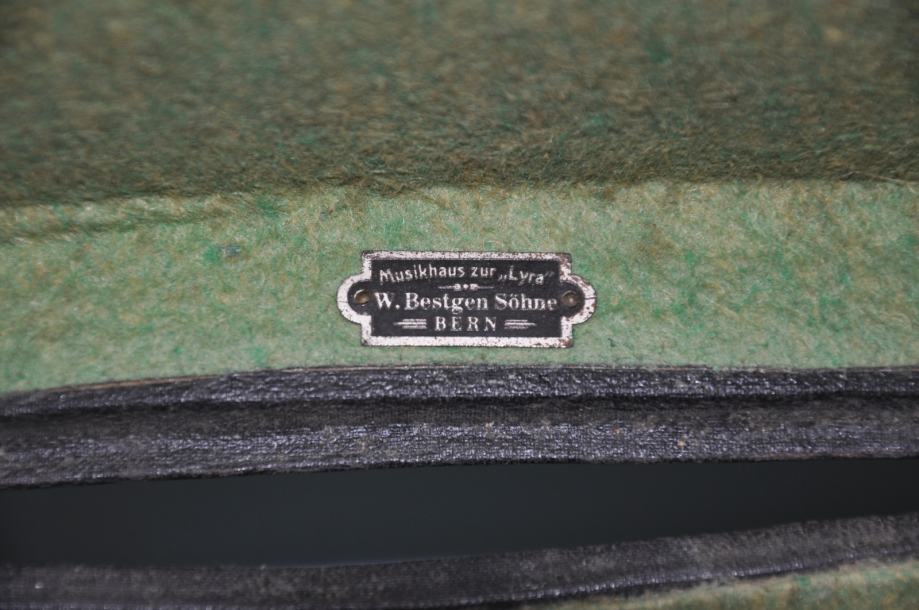 Musikhaus zur „Lyra"
W. Bestgen Söhne
BERN